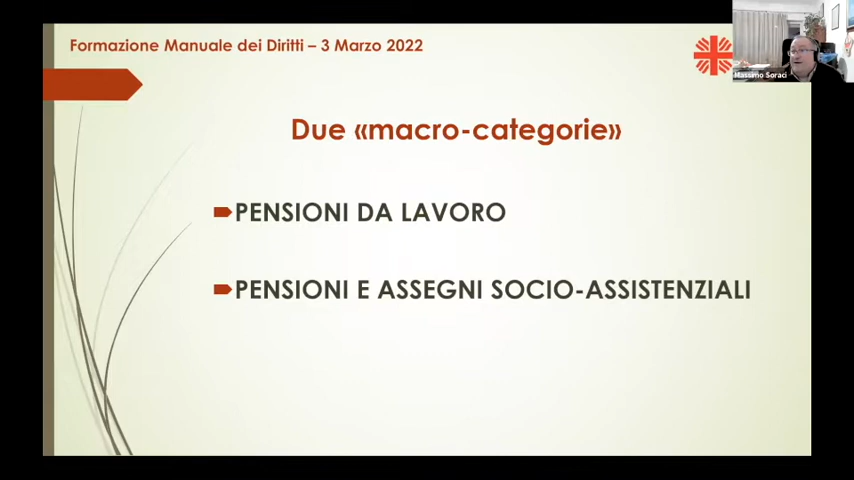 Formazione Manuale dei Diritti – 3 Marzo 2022
Massimo Soraci
Due «macro-categorie»
PENSIONI DA LAVORO
PENSIONI E ASSEGNI SOCIO-ASSISTENZIALI